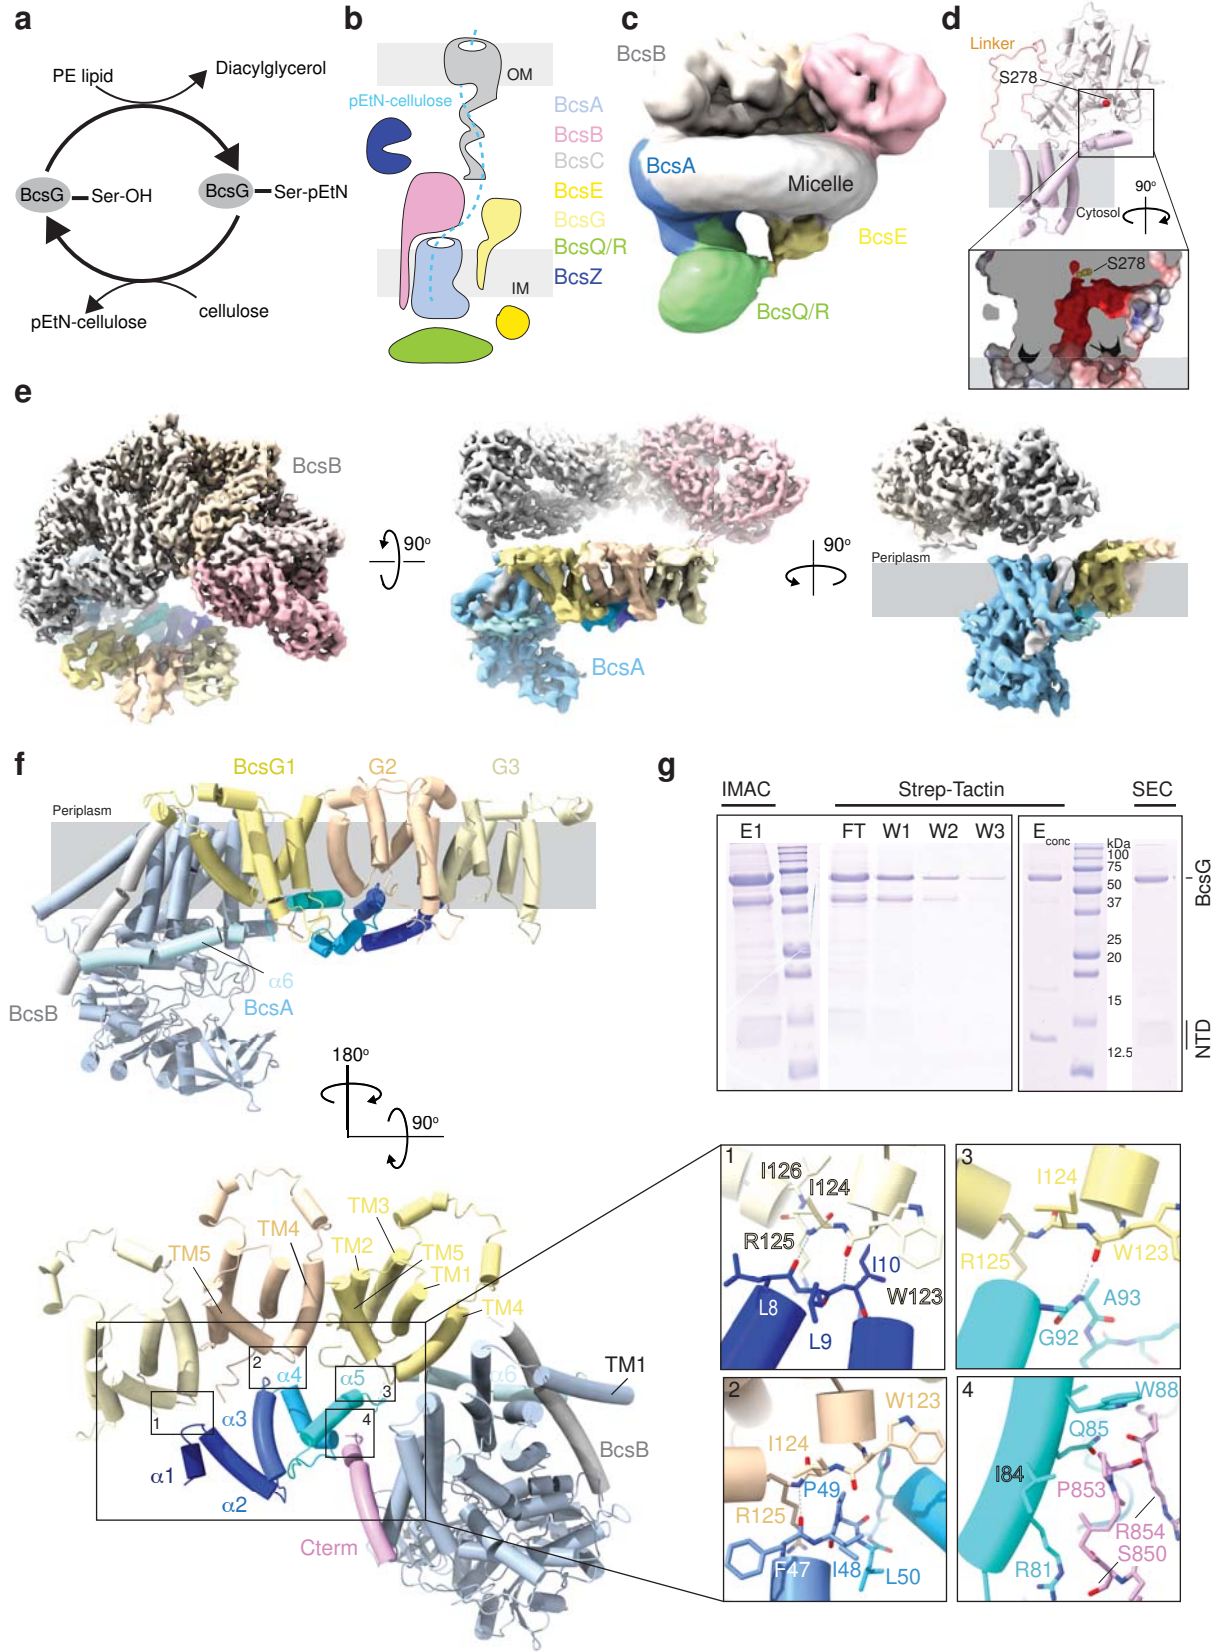 a
PE lipid
Diacylglycerol
BcsG
Ser-OH
BcsG
Ser-pEtN
pEtN-cellulose
cellulose
b
OM
pEtN-cellulose
IM
BcsA
BcsB
BcsC
BcsE
BcsG
BcsQ/R
BcsZ
c
BcsB
BcsA
Micelle
BcsE
BcsQ/R
d
Linker
S278
Cytosol
90°
S278
e
BcsB
90°
BcsA
90°
Periplasm
f
BcsG1
G2
G3
Periplasm
α6
BcsB
BcsA
180°
90°
TM3
TM4
TM2
TM5
TM5
TM1
TM4
2
α4
α5
α6
TM1
3
1
α3
4
α1
α2
BcsB
Cterm
g
IMAC
Strep-Tactin
SEC
E1
FT
W1
W2
W3
Econc
kDa
100
75
50
37
25
20
15
12.5
BcsG
NTD
1
I126
I124
R125
I10
W123
L8
L9
3
I124
R125
W123
A93
G92
2
W123
I124
P49
R125
F47
I48
L50
4
W88
Q85
I84
P853
R854
R81
S850